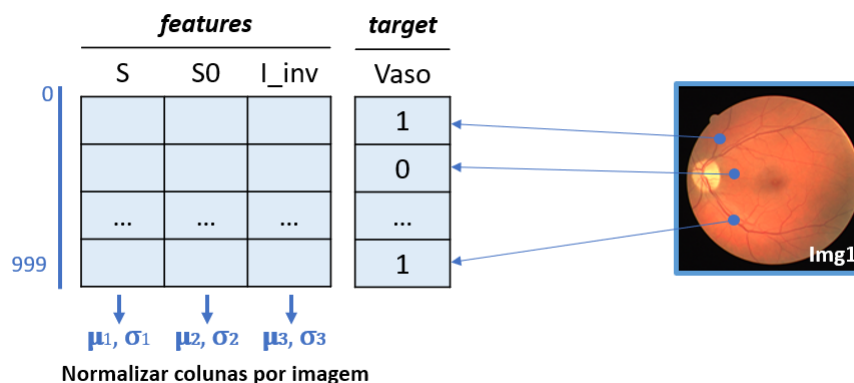 features target
S S0 I_inv Vaso
0
1
0
... ... ... ...
999 1
Img1
μ1, σ1 μ2, σ2 μ3, σ3
Normalizar colunas por imagem